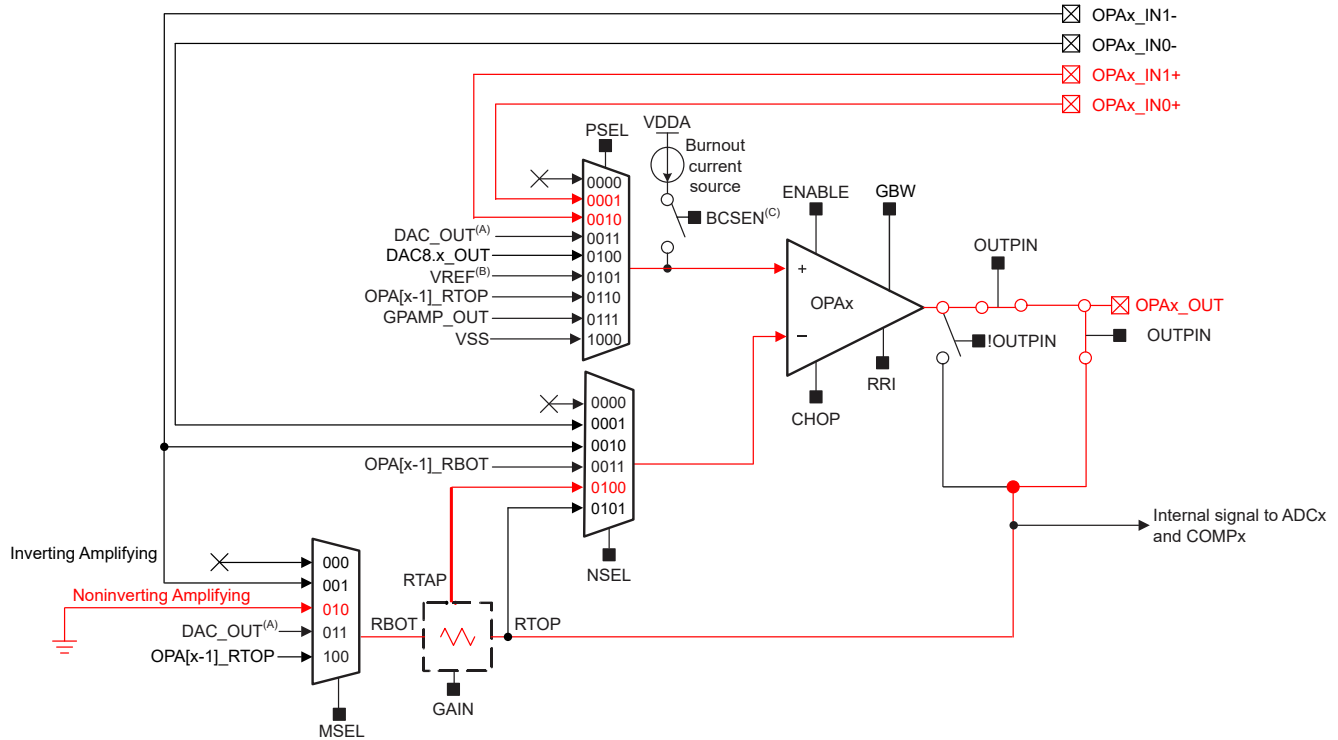 OPAx_IN1-
OPAx_IN0-
OPAx_IN1+
OPAx_IN0+
PSEL
VDDA
Burnout
current
source
BCSEN(C)
ENABLE
GBW
OUTPIN
0000
0001
0010
DAC_OUT(A)
0011
DAC8.x_OUT
0100
VREF(B)
0101
OPA[x-1]_RTOP
0110
GPAMP_OUT
0111
VSS
1000
+
OPAx
−
OPAx_OUT
!OUTPIN
OUTPIN
RRI
CHOP
0000
0001
0010
OPA[x-1]_RBOT
0011
0100
0101
NSEL
Internal signal to ADCx
and COMPx
Inverting Amplifying
000
001
Noninverting Amplifying
010
DAC_OUT(A)
011
OPA[x-1]_RTOP
100
MSEL
RTAP
RBOT
RTOP
GAIN